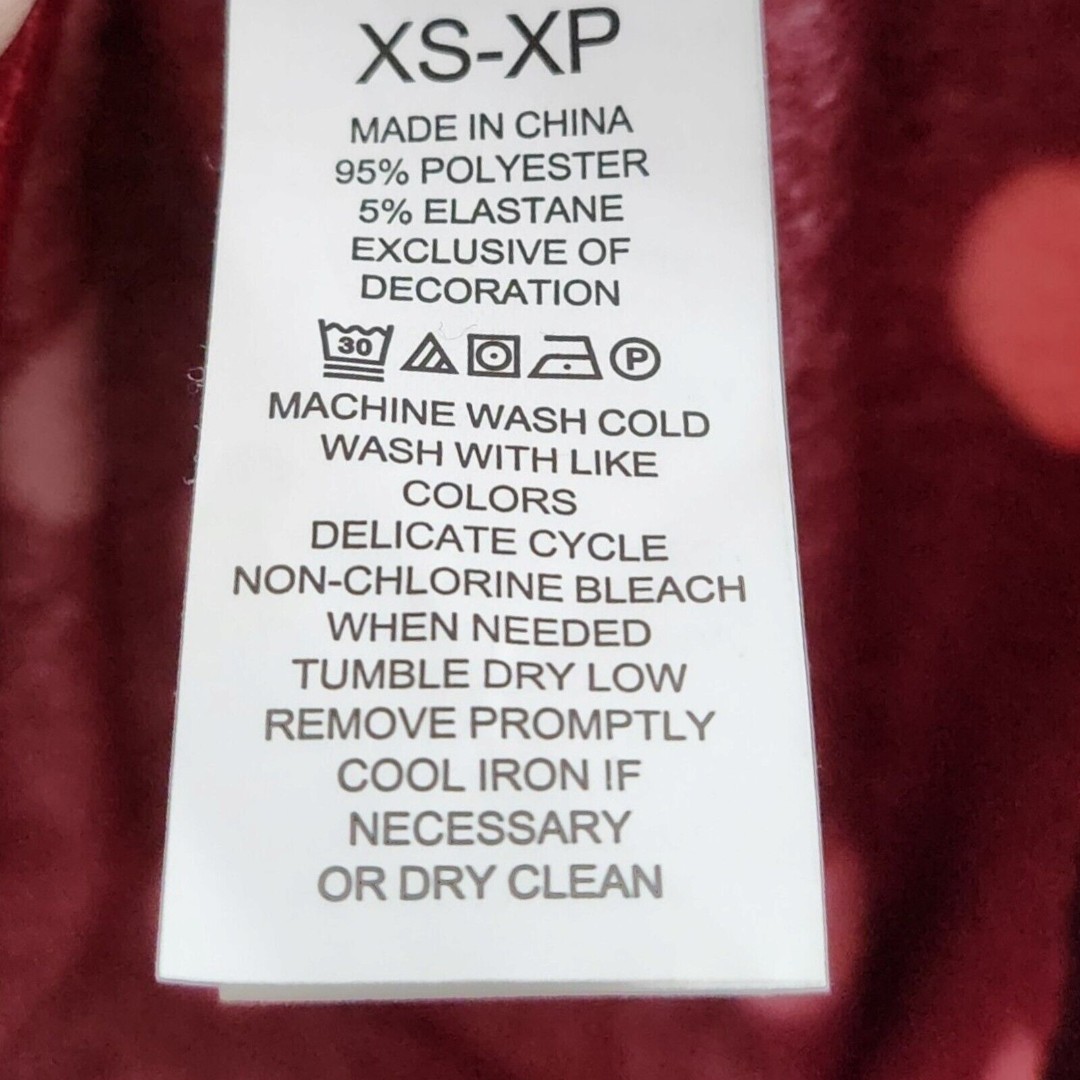 XS-XP
MADE IN CHINA
95% POLYESTER
5% ELASTANE
EXCLUSIVE OF
DECORATION
30 P
MACHINE WASH COLD
WASH WITH LIKE
COLORS
DELICATE CYCLE
NON-CHLORINE BLEACH
WHEN NEEDED
TUMBLE DRY LOW
REMOVE PROMPTLY
COOL IRON IF
NECESSARY
OR DRY CLEAN